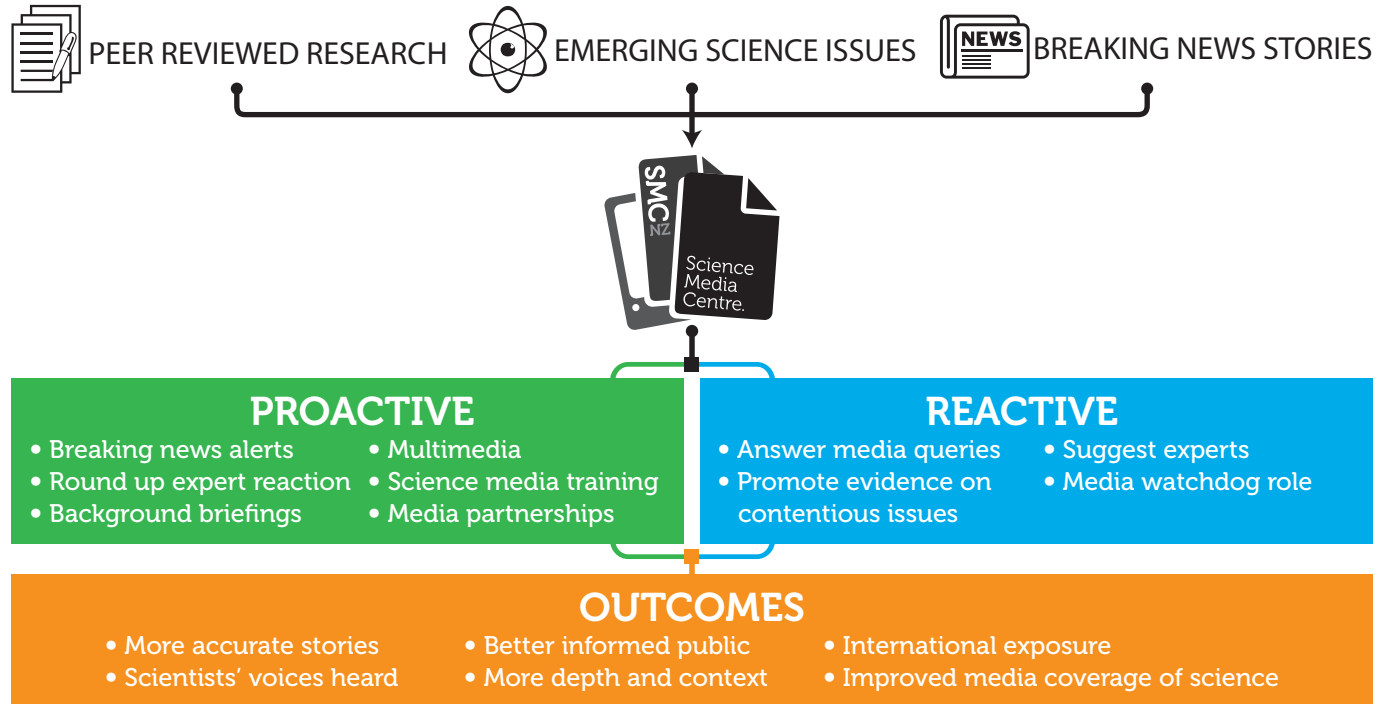 PEER REVIEWED RESEARCH
EMERGING SCIENCE ISSUES
NEWS
BREAKING NEWS STORIES
SMC
NZ
Science
Media
Centre.
PROACTIVE
• Breaking news alerts
• Round up expert reaction
• Background briefings
• Multimedia
• Science media training
• Media partnerships
REACTIVE
• Answer media queries
• Promote evidence on
contentious issues
• Suggest experts
• Media watchdog role
OUTCOMES
• More accurate stories
• Scientists’ voices heard
• Better informed public
• More depth and context
• International exposure
• Improved media coverage of science